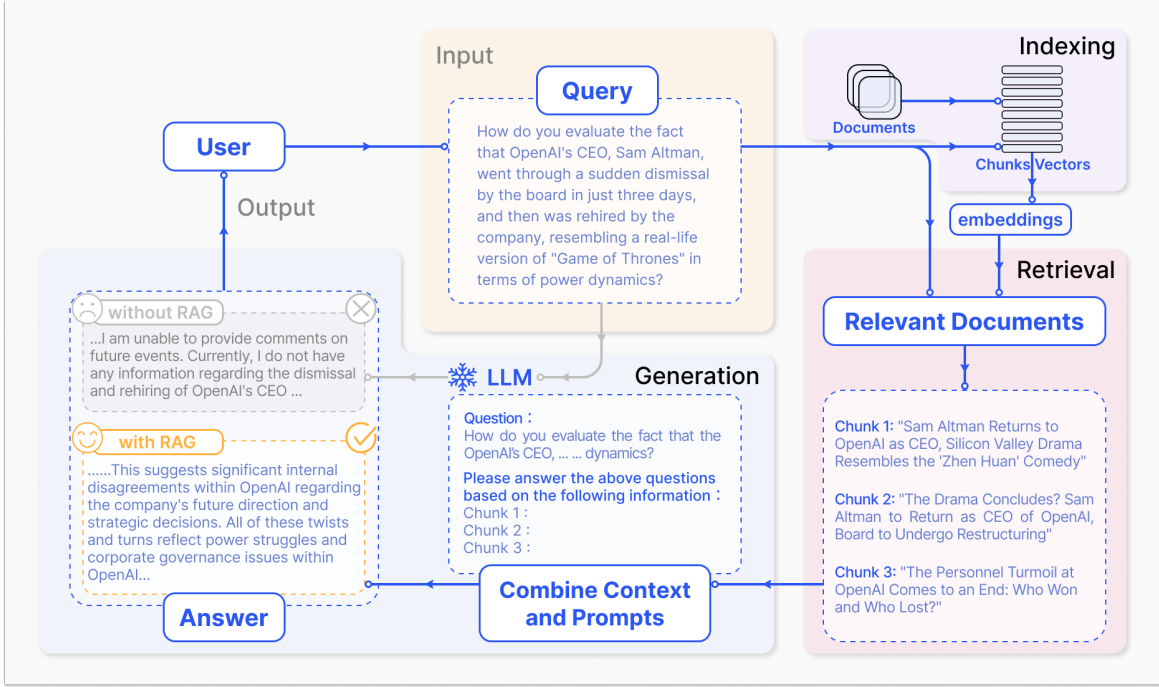 Input
Query
How do you evaluate the fact
that OpenAI's CEO, Sam Altman,
went through a sudden dismissal
by the board in just three days,
and then was rehired by the
company, resembling a real-life
version of "Game of Thrones" in
terms of power dynamics?
Indexing
Documents
Chunks Vectors
embeddings
User
Output
Retrieval
Relevant Documents
Chunk 1: "Sam Altman Returns to
OpenAI as CEO, Silicon Valley Drama
Resembles the 'Zhen Huan' Comedy"
Chunk 2: "The Drama Concludes? Sam
Altman to Return as CEO of OpenAI,
Board to Undergo Restructuring"
Chunk 3: "The Personnel Turmoil at
OpenAI Comes to an End: Who Won
and Who Lost?"
Generation
LLM
Question :
How do you evaluate the fact that the
OpenAI's CEO, ... ... dynamics?
Please answer the above questions
based on the following information :
Chunk 1 :
Chunk 2 :
Chunk 3 :
Combine Context
and Prompts
without RAG
...I am unable to provide comments on
future events. Currently, I do not have
any information regarding the dismissal
and rehiring of OpenAI's CEO ...
with RAG
......This suggests significant internal
disagreements within OpenAI regarding
the company's future direction and
strategic decisions. All of these twists
and turns reflect power struggles and
corporate governance issues within
OpenAI...
Answer